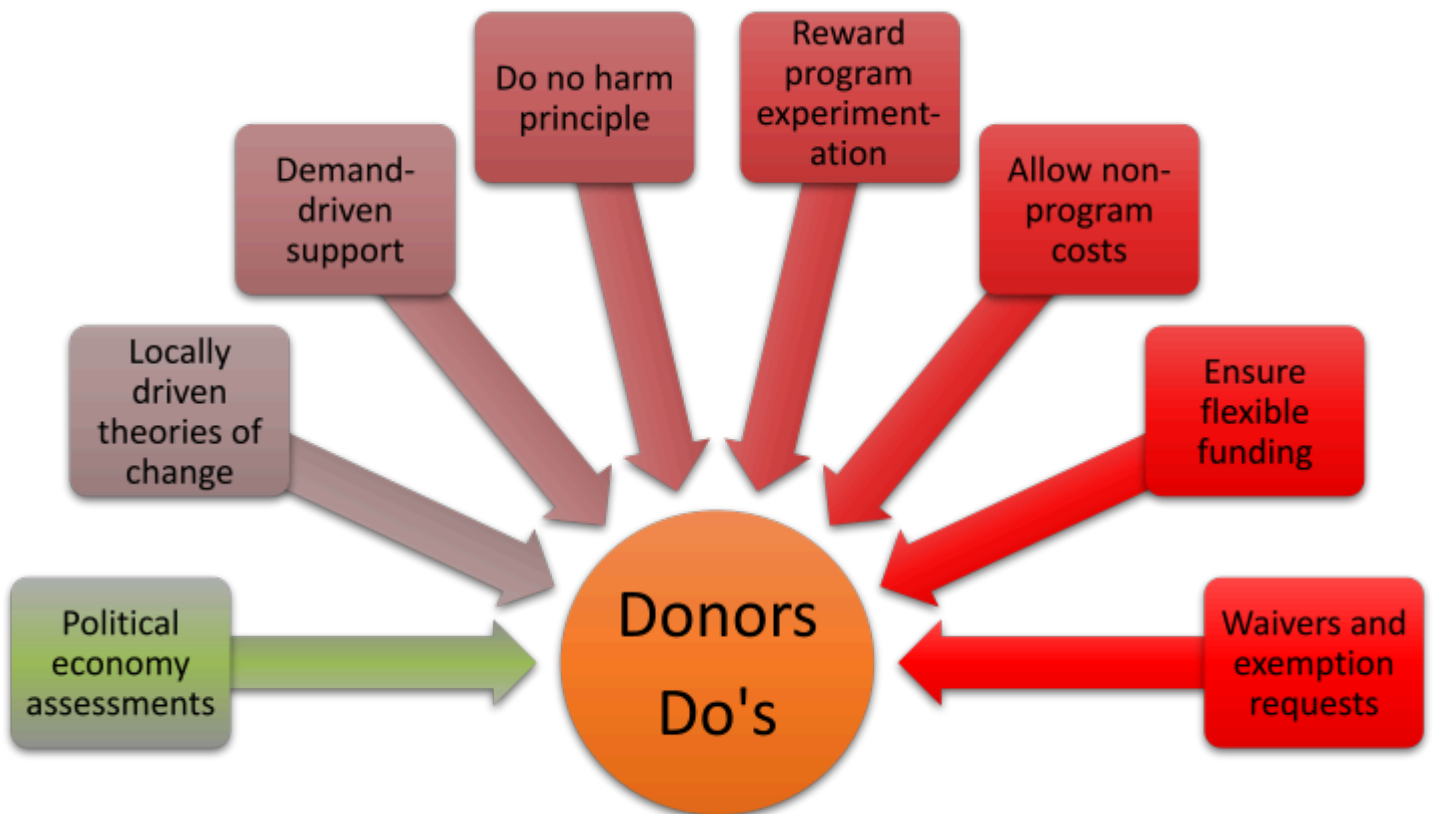 Political
economy
assessments
Locally
driven
theories of
change
Demand-
driven
support
Do no harm
principle
Reward
program
experiment-
ation
Allow non-
program
costs
Ensure
flexible
funding
Waivers and
exemption
requests
Donors
Do's